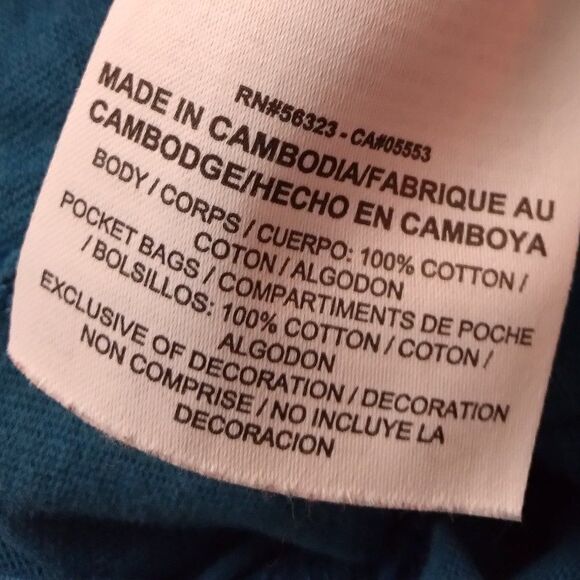 RN#56323 - CA#05553
MADE IN CAMBODIA/FABRIQUE AU
CAMBODGE/HECHO EN CAMBOYA
BODY / CORPS / CUERPO: 100% COTTON /
COTON / ALGODON
POCKET BAGS / COMPARTIMENTS DE POCHE
/ BOLSILLOS: 100% COTTON / COTON /
ALGODON
EXCLUSIVE OF DECORATION / DECORATION
NON COMPRISE / NO INCLUYE LA
DECORACION